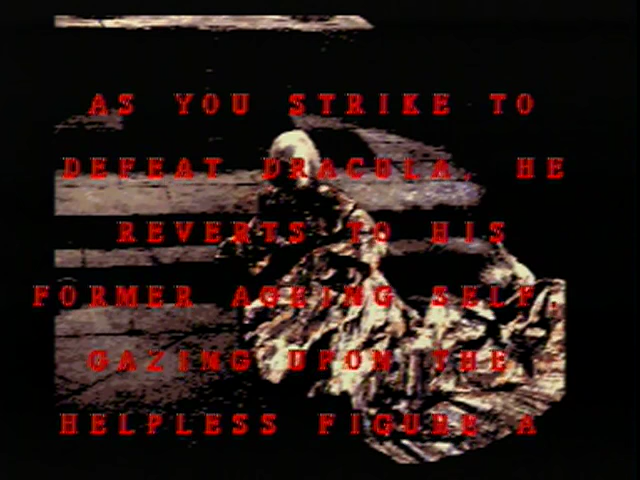 AS YOU STRIKE TO
DEFEAT DRACULA, HE
REVERTS TO HIS
FORMER AGEING SELF.
GAZING UPON THE
HELPLESS FIGURE A